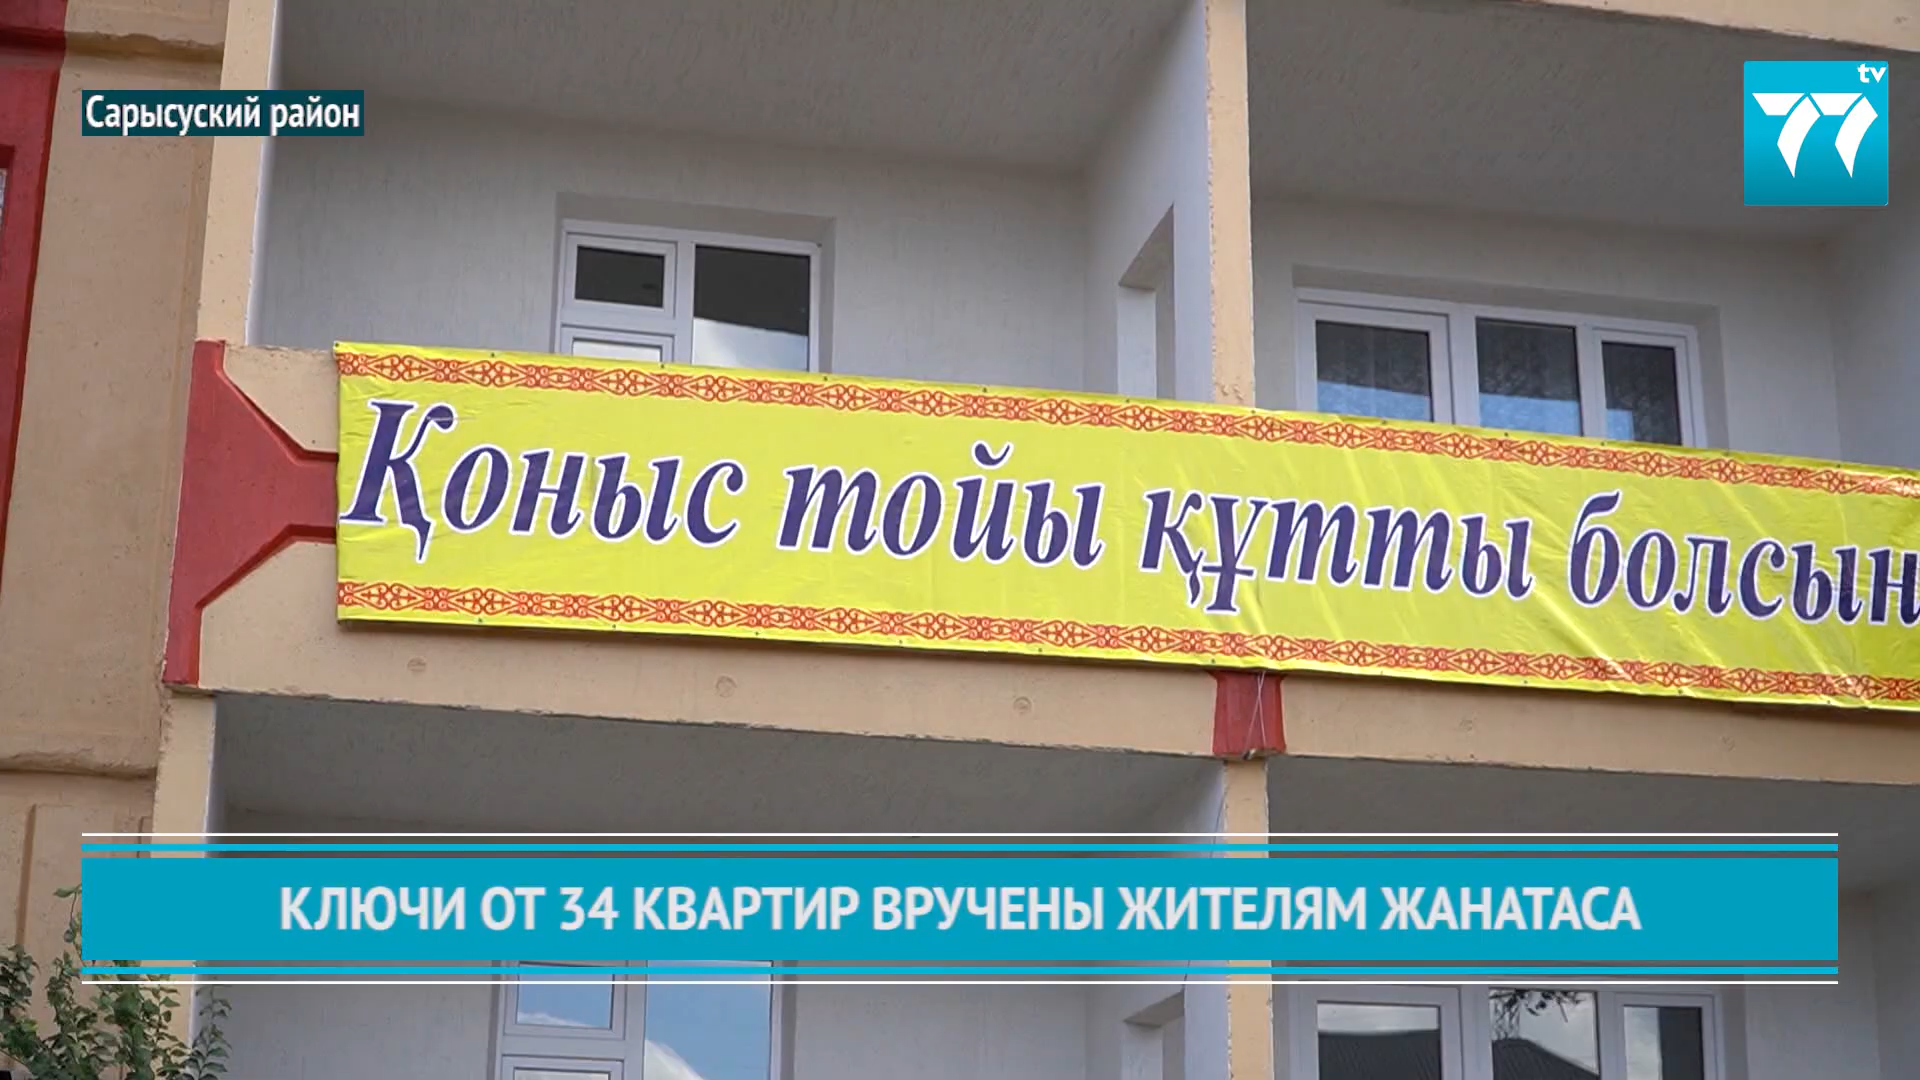 Сарысуский район
tv
77
Қоныс тойы құтты болсын
КЛЮЧИ ОТ 34 КВАРТИР ВРУЧЕНЫ ЖИТЕЛЯМ ЖАНАТАСА